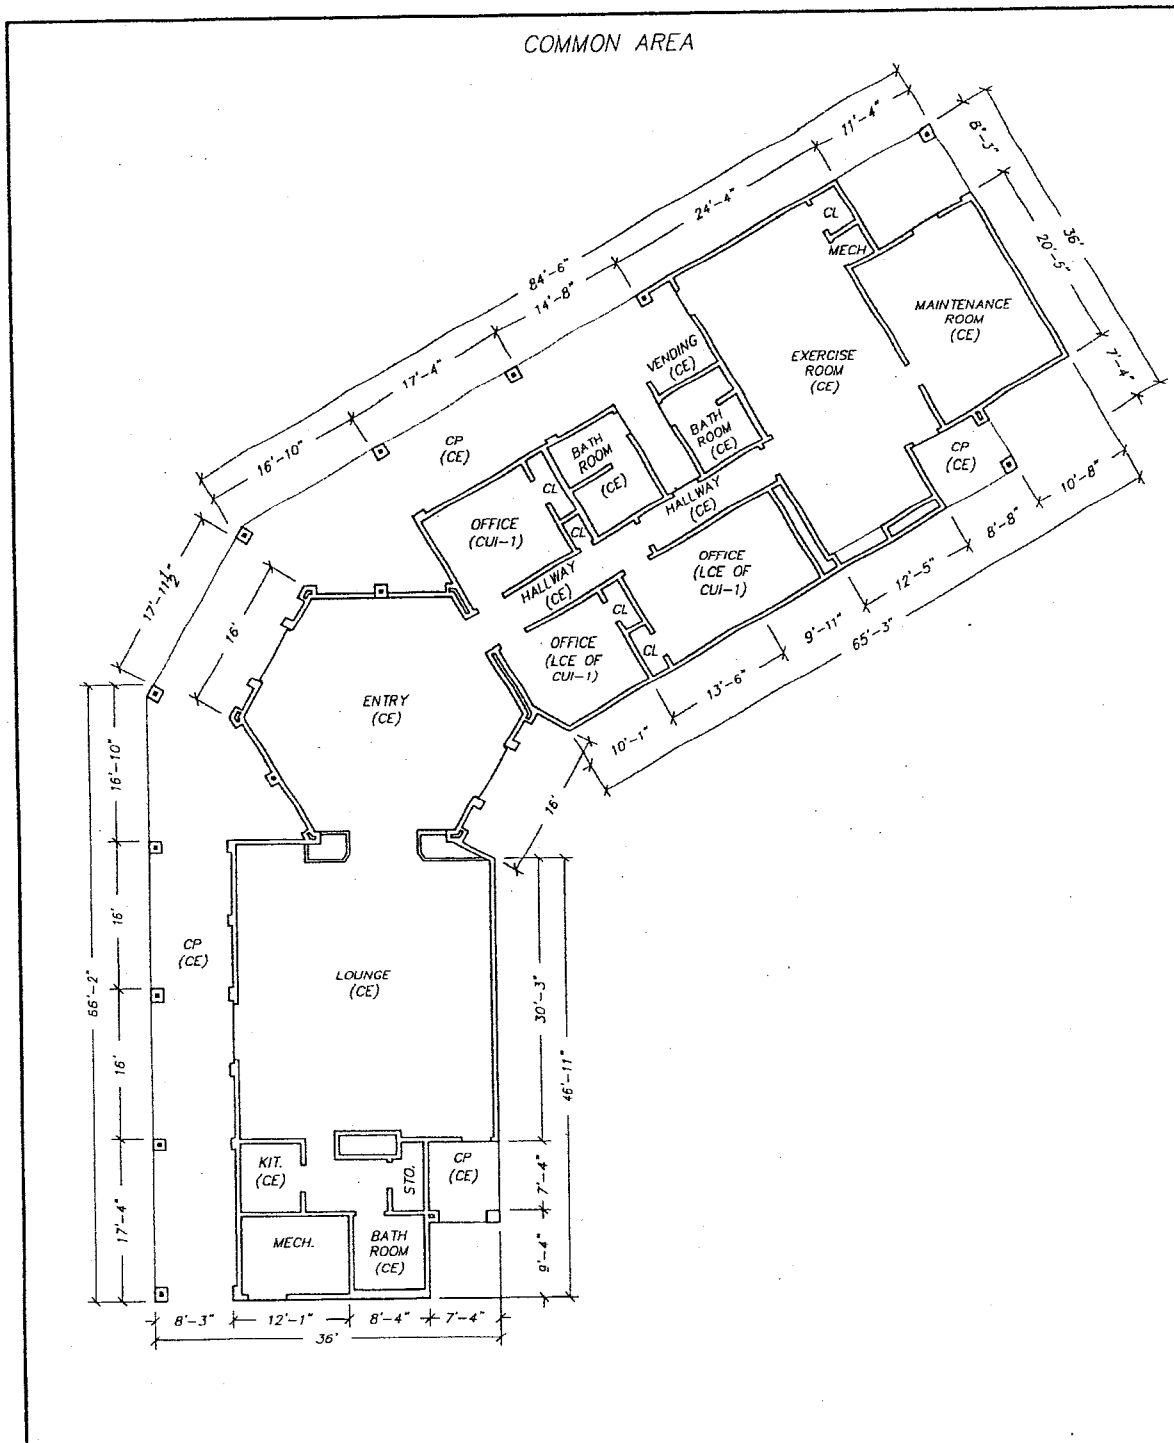 COMMON AREA
11'-4"
8'-3"
24'-4"
84'-6"
14'-8"
17'-4"
16'-10"
17'-11½"
16'
36'
20'-5"
7'-4"
CL
MECH
MAINTENANCE
ROOM
(CE)
VENDING
(CE)
EXERCISE
ROOM
(CE)
BATH
ROOM
(CE)
CP
(CE)
BATH
ROOM
(CE)
CL
CL
CP
(CE)
OFFICE
(CUI-1)
HALLWAY
(CE)
HALLWAY
(CE)
OFFICE
(LCE OF
CUI-1)
10'-8"
8'-8"
12'-5"
9'-11"
65'-3"
13'-6"
10'-1"
CL
CL
OFFICE
(LCE OF
CUI-1)
ENTRY
(CE)
16'
16'-10"
16'
66'-2"
16'
17'-4"
CP
(CE)
LOUNGE
(CE)
30'-3"
46'-11"
7'-4"
9'-4"
KIT.
(CE)
STO.
CP
(CE)
MECH.
BATH
ROOM
(CE)
8'-3"
12'-1"
8'-4"
7'-4"
36'